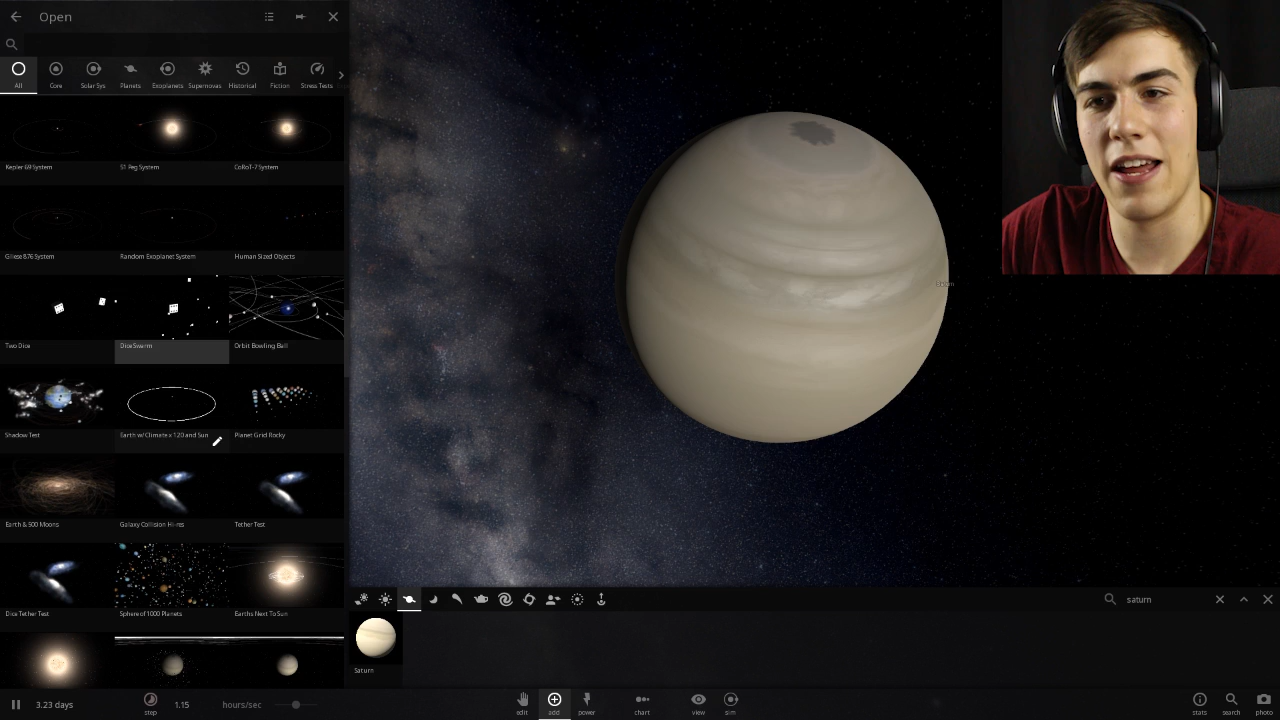 Open
All
Core
Solar Sys
Planets
Exoplanets
Supernovas
Historical
Fiction
Stress Tests
Kepler 69 System
51 Peg System
CoRoT-7 System
Gliese 876 System
Random Exoplanet System
Human Sized Objects
Two Dice
Dice Swarm
Orbit Bowling Ball
Shadow Test
Earth w/ Climate x 120 and Sun
Planet Grid Rocky
Earth & 500 Moons
Galaxy Collision Hi-res
Tether Test
Dice Tether Test
Sphere of 1000 Planets
Earths Next To Sun
saturn
Saturn
3.23 days
step
1.15
hours/sec
edit
add
power
chart
view
sim
stats
search
photo